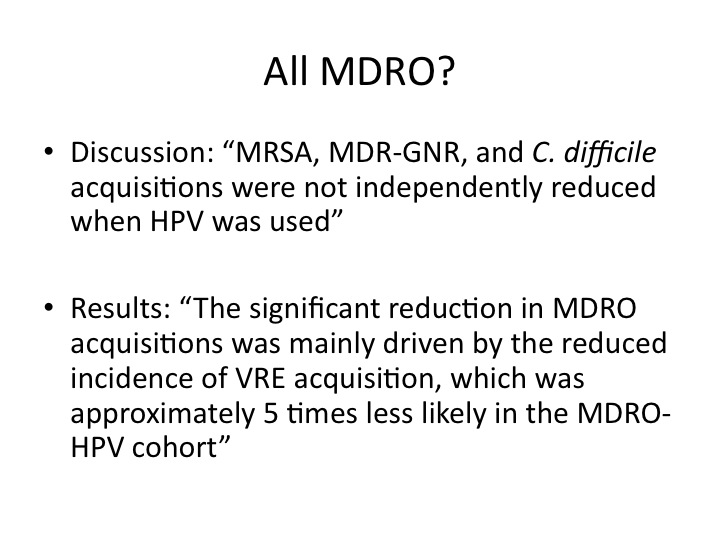 All MDRO?
• Discussion: “MRSA, MDR-GNR, and C. difficile
acquisitions were not independently reduced
when HPV was used”
• Results: “The significant reduction in MDRO
acquisitions was mainly driven by the reduced
incidence of VRE acquisition, which was
approximately 5 times less likely in the MDRO-
HPV cohort”